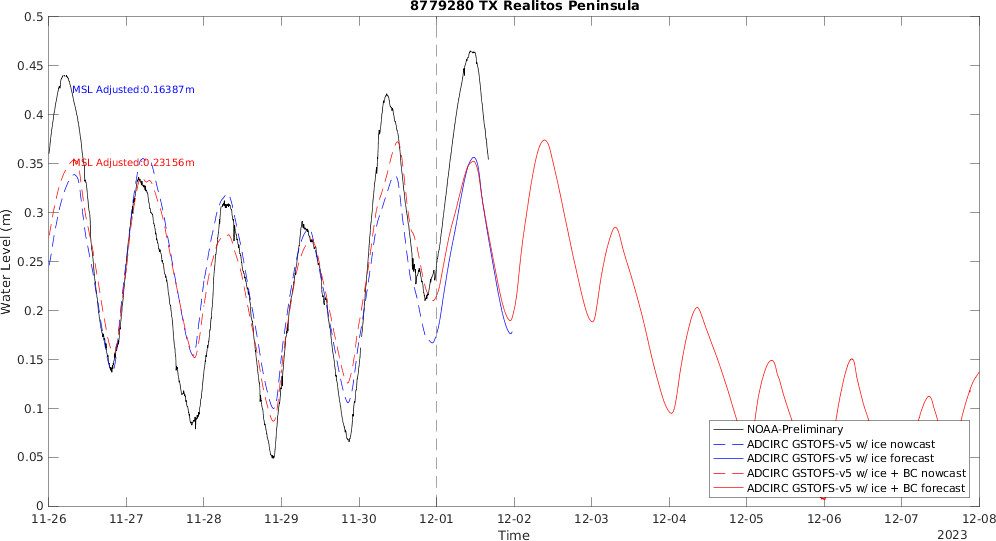 8779280 TX Realitos Peninsula
0.5
0.45
0.4
0.35
0.3
0.25
0.2
0.15
0.1
0.05
0
Water Level (m)
MSL Adjusted:0.16387m
MSL Adjusted:0.23156m
NOAA-Preliminary
ADCIRC GSTOFS-v5 w/ ice nowcast
ADCIRC GSTOFS-v5 w/ ice forecast
ADCIRC GSTOFS-v5 w/ ice + BC nowcast
ADCIRC GSTOFS-v5 w/ ice + BC forecast
11-26 11-27 11-28 11-29 11-30 12-01 12-02 12-03 12-04 12-05 12-06 12-07 12-08
Time
2023